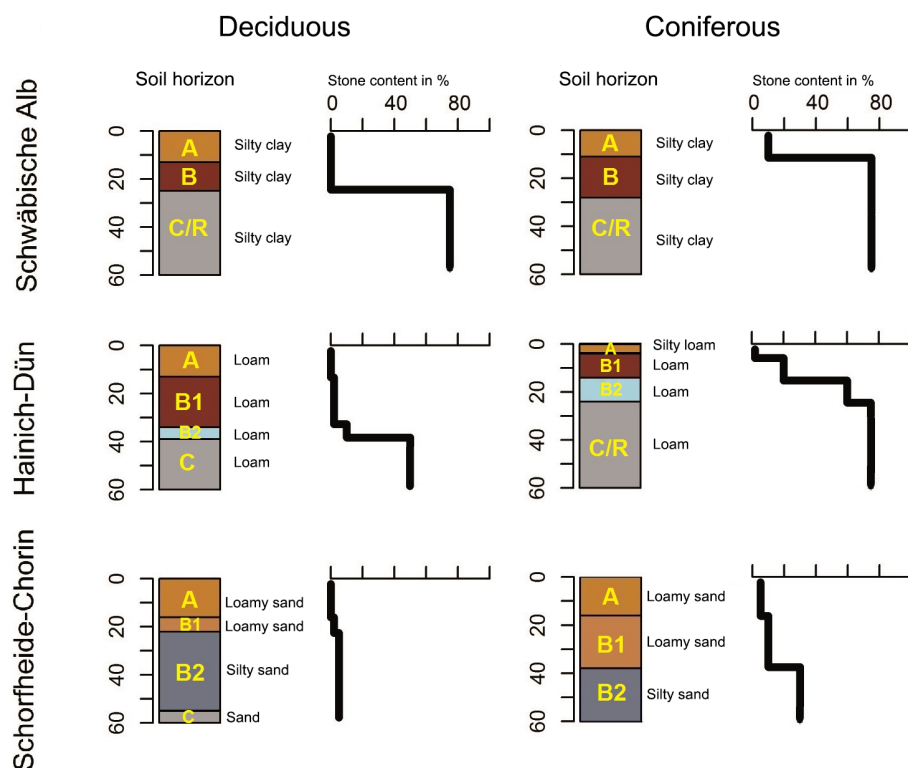 Deciduous
Coniferous
Soil horizon
Stone content in %
Soil horizon
Stone content in %
0 40 80
0 40 80
Schwäbische Alb
0
20
40
60
A
B
C/R
Silty clay
Silty clay
Silty clay
0
20
40
60
A
B
C/R
Silty clay
Silty clay
Silty clay
Hainich-Dün
0
20
40
60
A
B1
B2
C
Loam
Loam
Loam
Loam
0
20
40
60
A
B1
B2
C/R
Silty loam
Loam
Loam
Loam
Schorfheide-Chorin
0
20
40
60
A
B1
B2
C
Loamy sand
Loamy sand
Silty sand
Sand
0
20
40
60
A
B1
B2
Loamy sand
Loamy sand
Silty sand